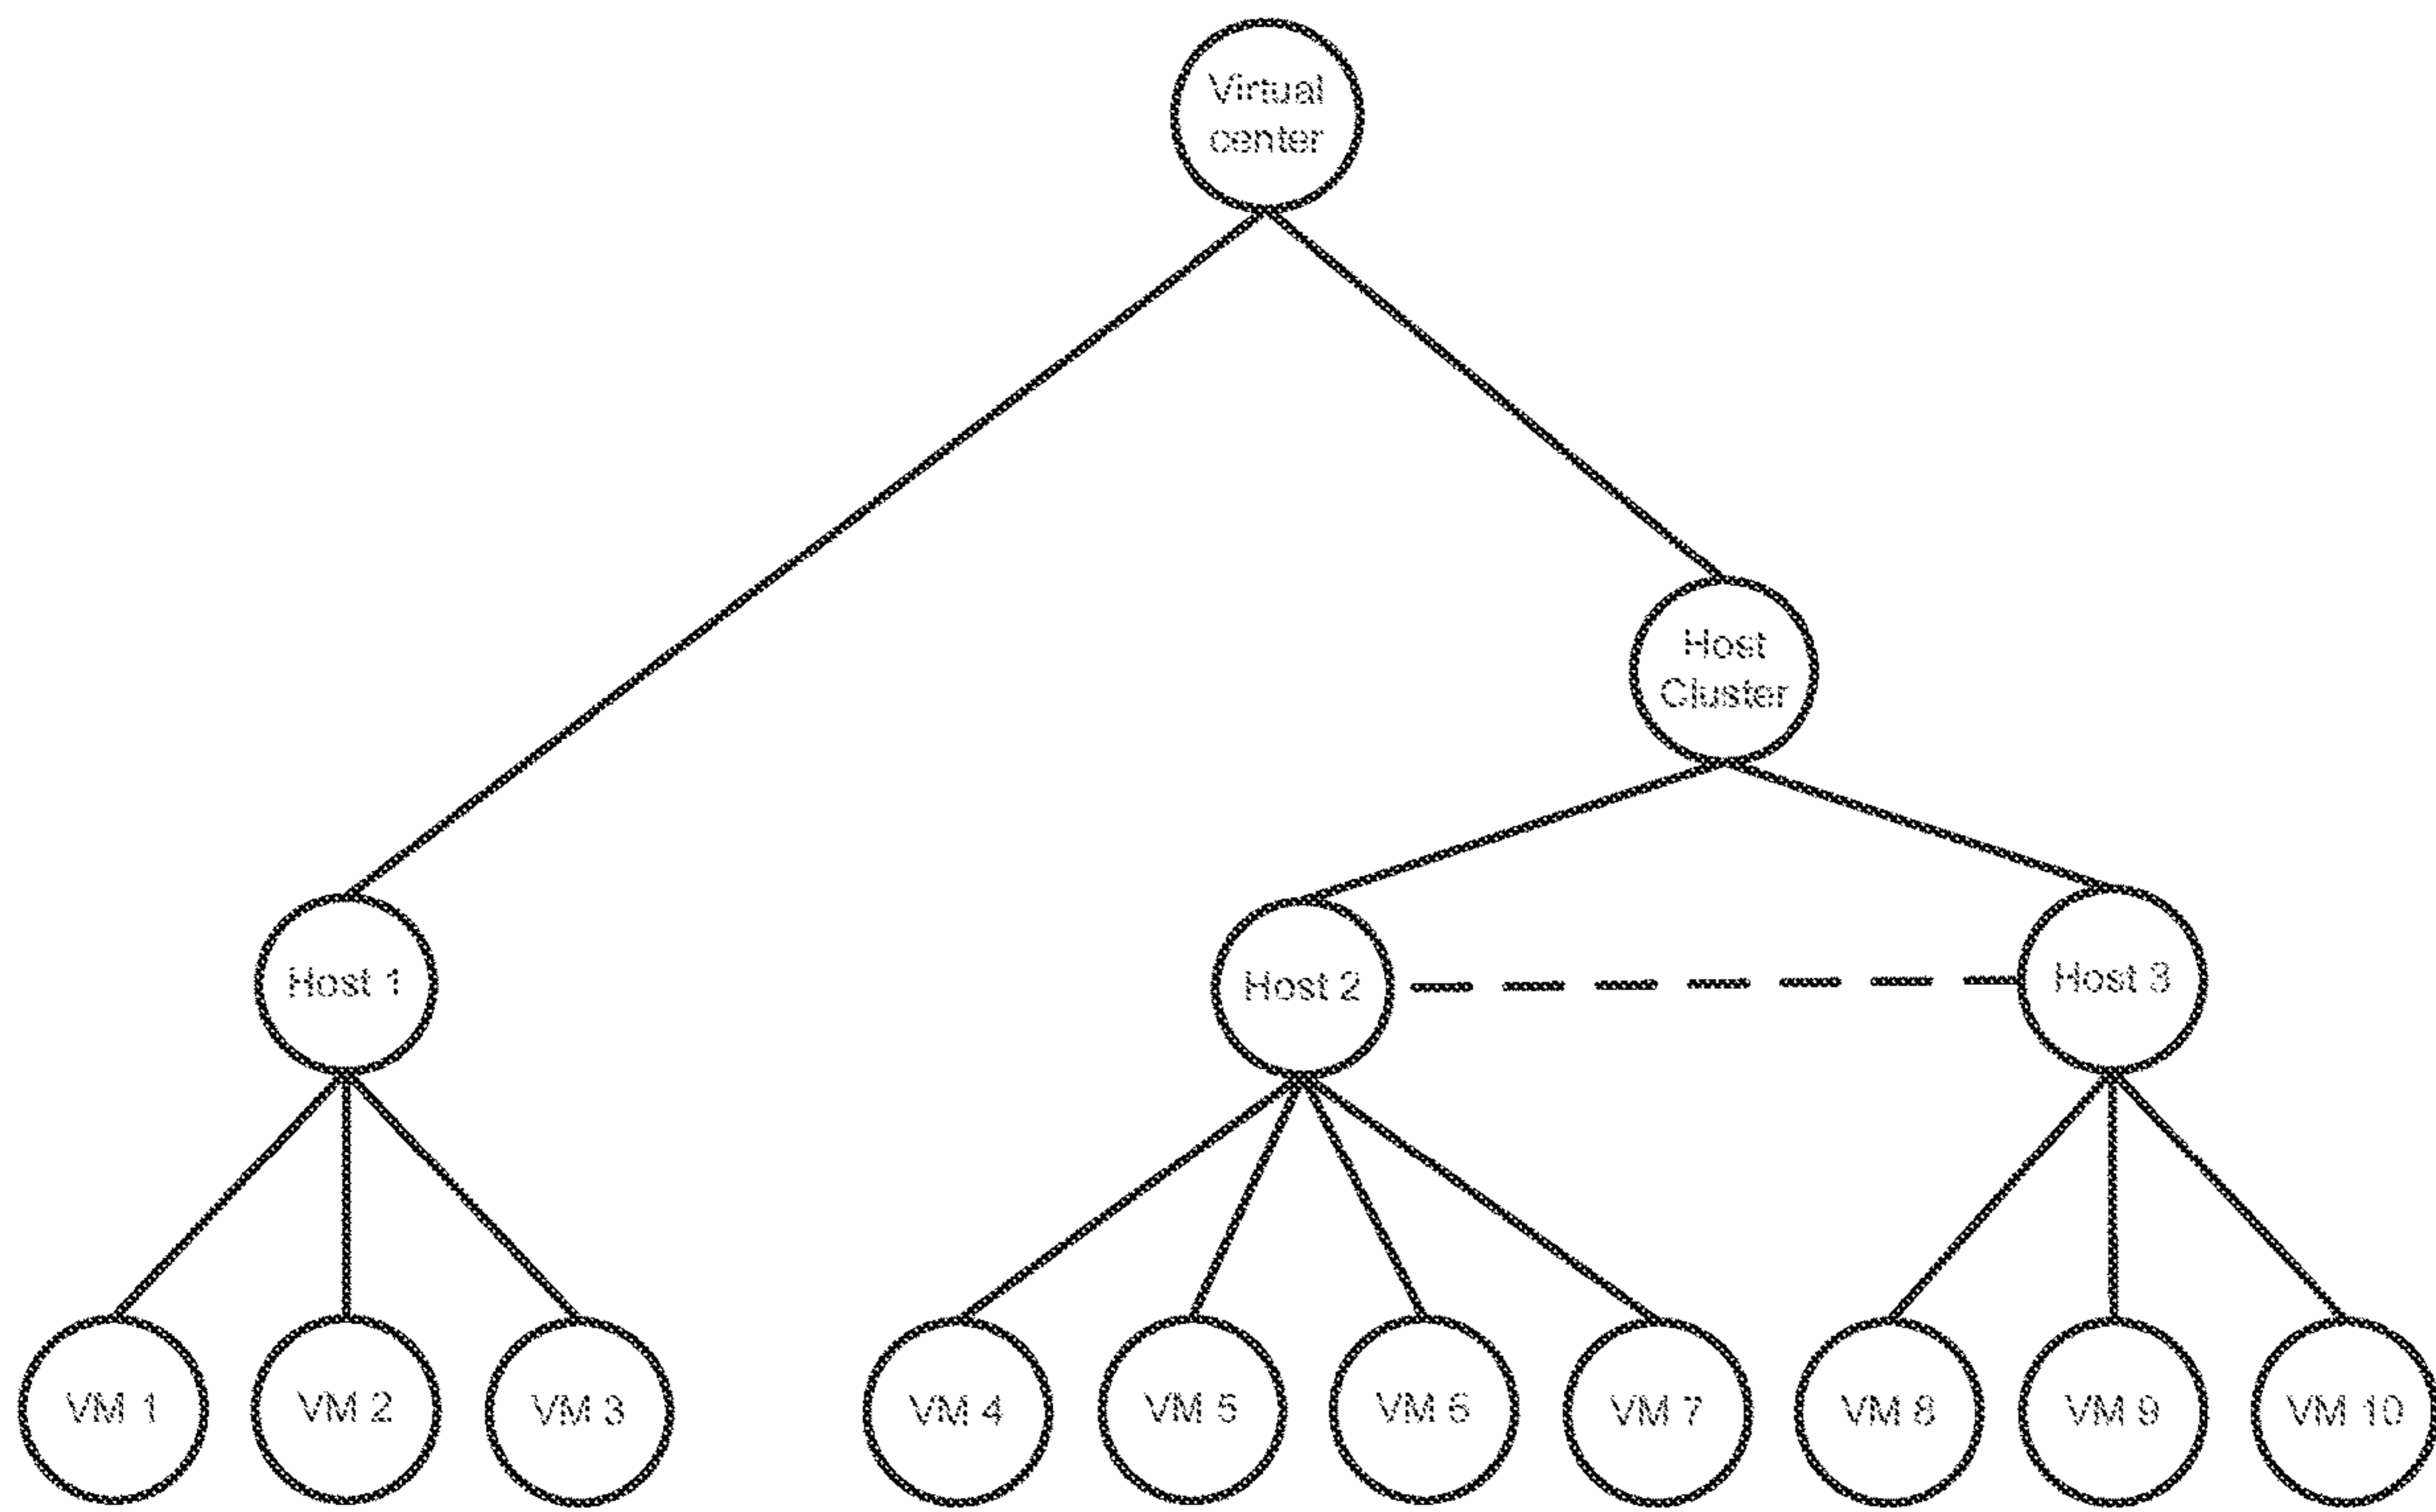 Virtual
center
Host
Cluster
Host 1
Host 2
Host 3
VM 1
VM 2
VM 3
VM 4
VM 5
VM 6
VM 7
VM 8
VM 9
VM 10